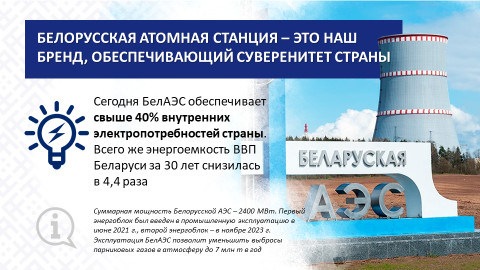 БЕЛОРУССКАЯ АТОМНАЯ СТАНЦИЯ – ЭТО НАШ
БРЕНД, ОБЕСПЕЧИВАЮЩИЙ СУВЕРЕНИТЕТ СТРАНЫ
Сегодня БелАЭС обеспечивает
свыше 40% внутренних
электропотребностей страны.
Всего же энергоемкость ВВП
Беларуси за 30 лет снизилась
в 4,4 раза
БЕЛАРУСКАЯ
АЭС
Суммарная мощность Белорусской АЭС – 2400 МВт. Первый
энергоблок был введен в промышленную эксплуатацию в
июне 2021 г., второй энергоблок – в ноябре 2023 г.
Эксплуатация БелАЭС позволит уменьшить выбросы
парниковых газов в атмосферу до 7 млн т в год